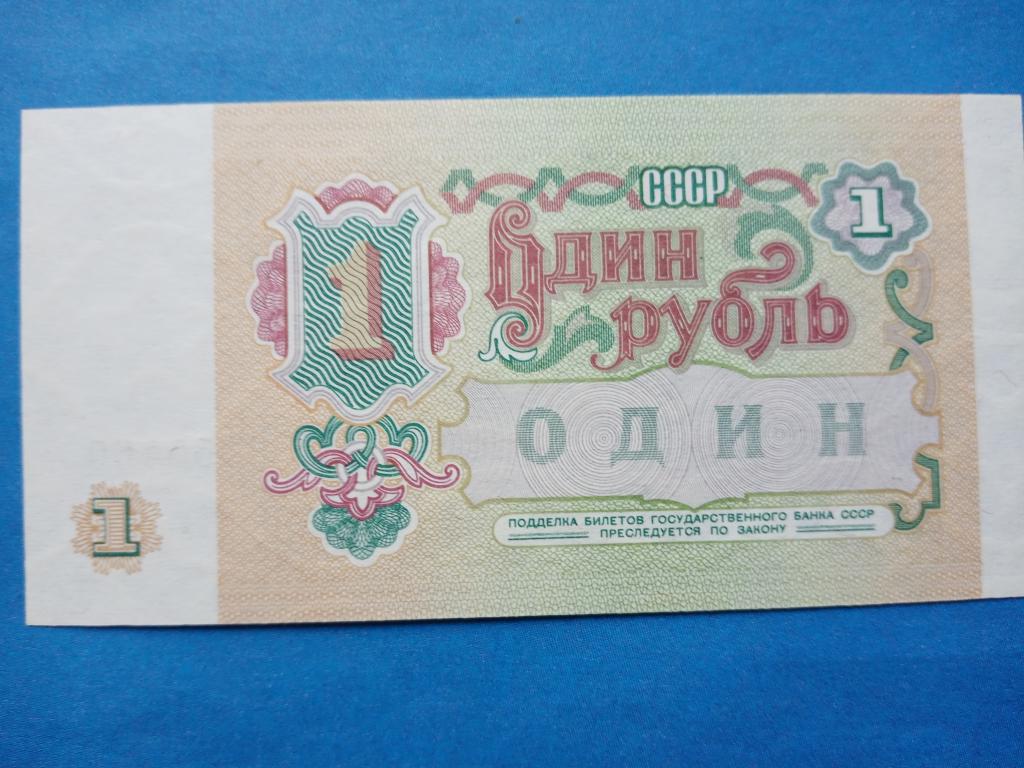 СССР
1
1
Один
рубль
ОДИН
ПОДДЕЛКА БИЛЕТОВ ГОСУДАРСТВЕННОГО БАНКА СССР
ПРЕСЛЕДУЕТСЯ ПО ЗАКОНУ
1